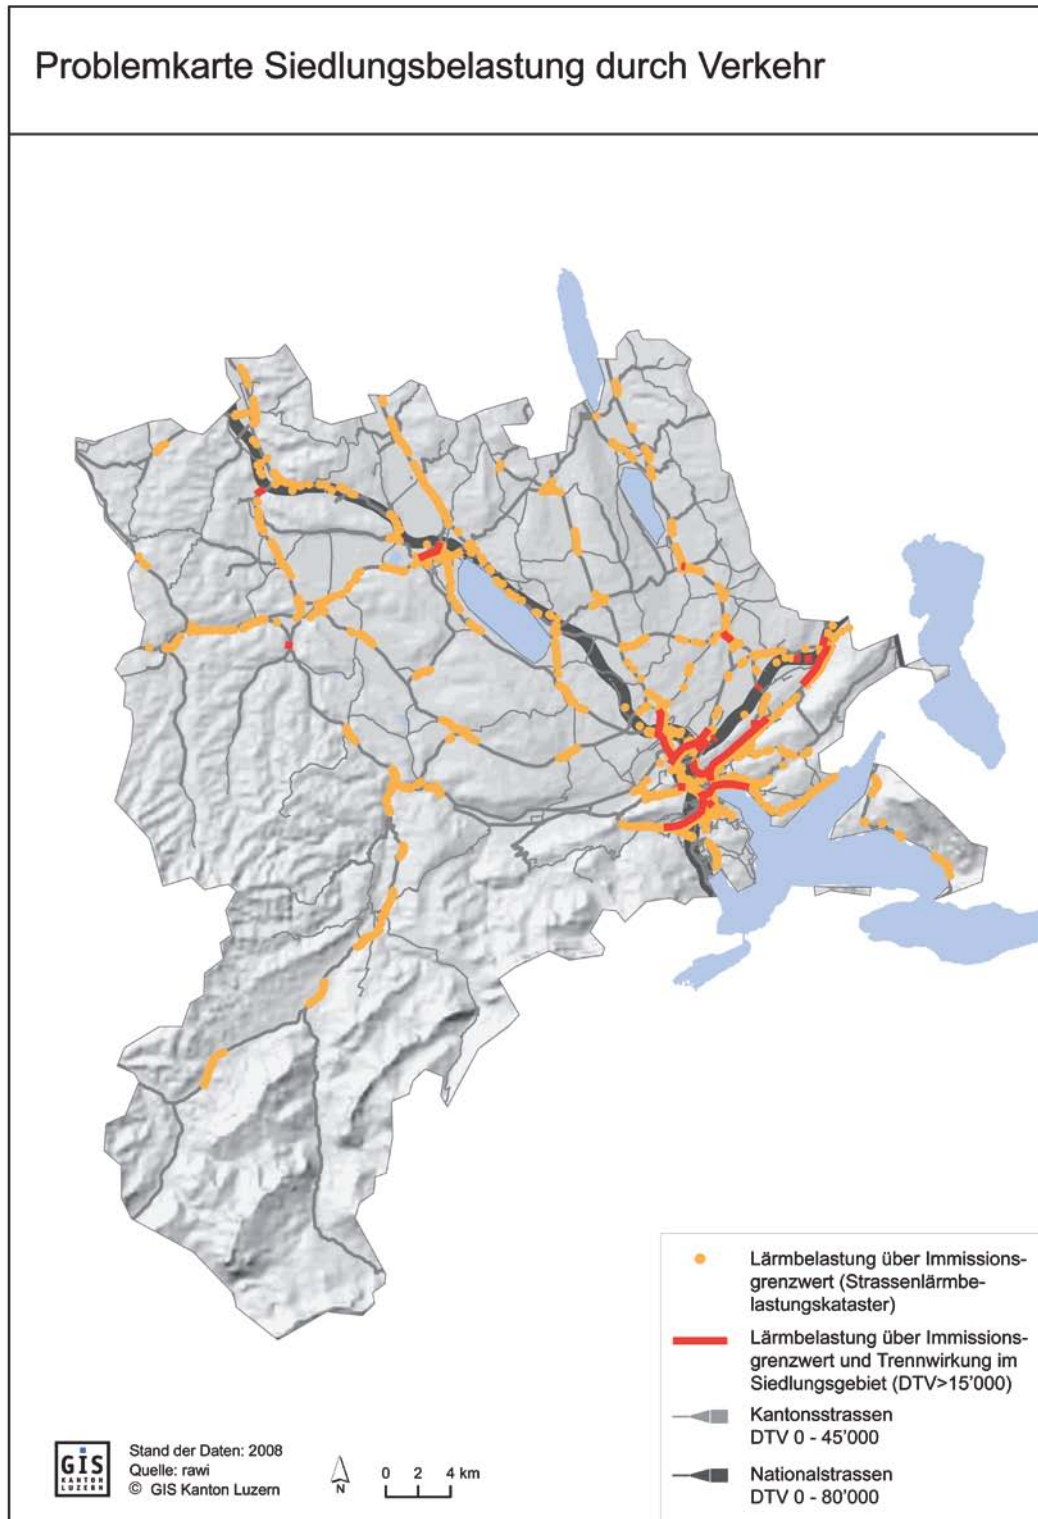 Problemkarte Siedlungsbelastung durch Verkehr
Lärmbelastung über Immissions-
grenzwert (Strassenlärmbe-
lastungskataster)
Lärmbelastung über Immissions-
grenzwert und Trennwirkung im
Siedlungsgebiet (DTV>15'000)
Kantonsstrassen
DTV 0 - 45'000
Nationalstrassen
DTV 0 - 80'000
GIS
KANTON
LUZERN
Stand der Daten: 2008
Quelle: rawi
© GIS Kanton Luzern
N
0 2 4 km